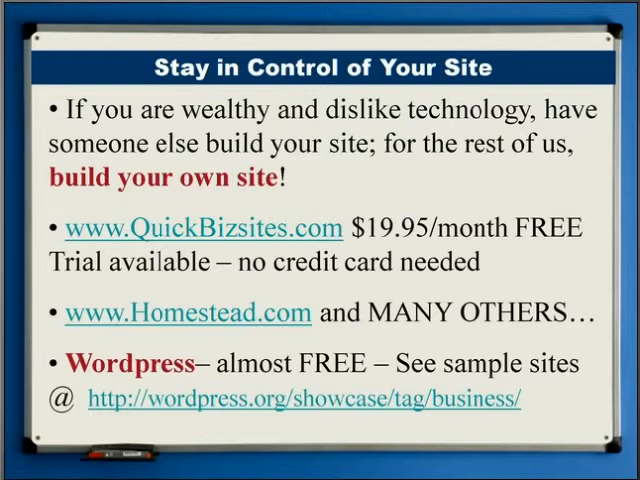 Stay in Control of Your Site
• If you are wealthy and dislike technology, have
someone else build your site; for the rest of us,
build your own site!
• www.QuickBizsites.com $19.95/month FREE
Trial available – no credit card needed
• www.Homestead.com and MANY OTHERS…
• Wordpress– almost FREE – See sample sites
@ http://wordpress.org/showcase/tag/business/